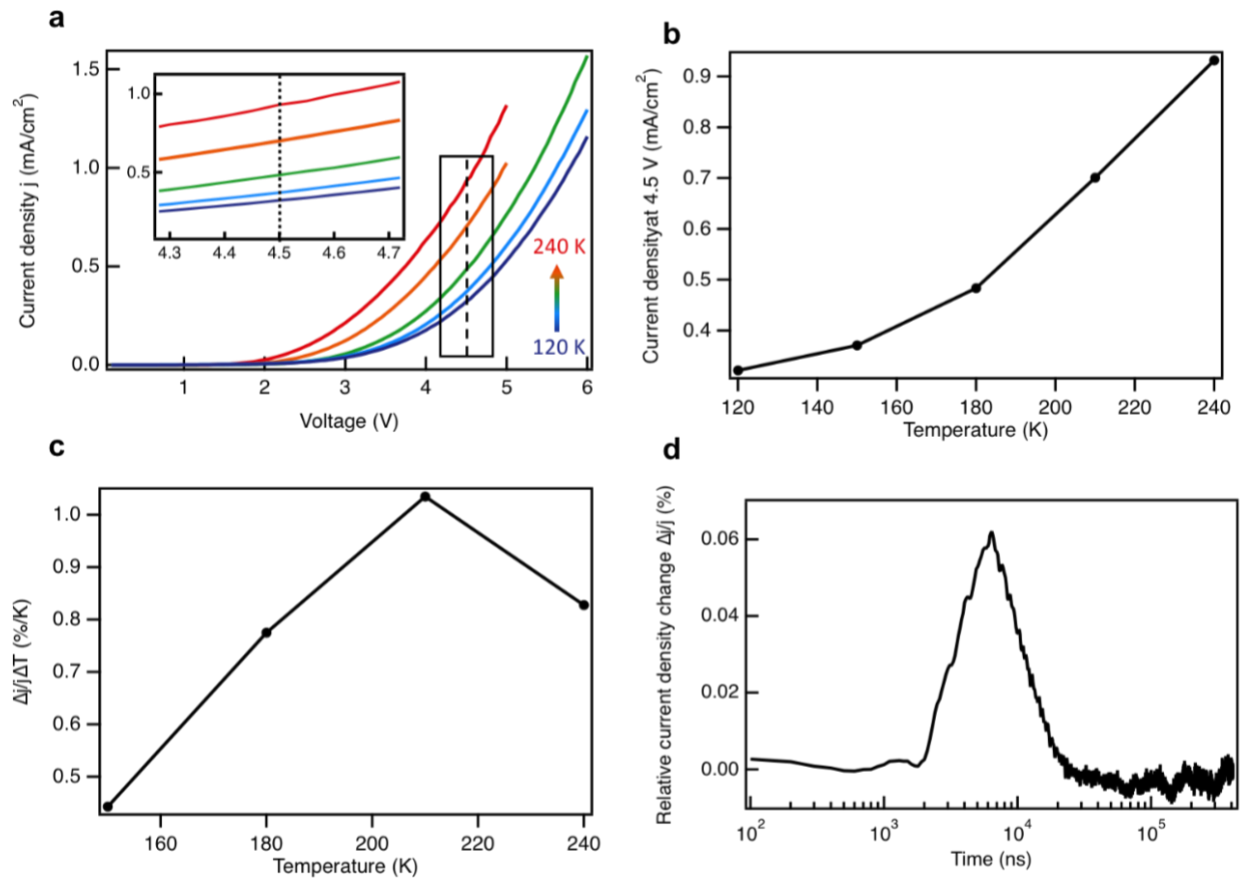 a
Current density j (mA/cm²)
1.5
1.0
0.5
0.0
1.0
0.5
4.3 4.4 4.5 4.6 4.7
240 K
120 K
1 2 3 4 5 6
Voltage (V)
b
Current densityat 4.5 V (mA/cm²)
0.9
0.8
0.7
0.6
0.5
0.4
120 140 160 180 200 220 240
Temperature (K)
c
Δj/jΔT (%/K)
1.0
0.9
0.8
0.7
0.6
0.5
160 180 200 220 240
Temperature (K)
d
Relative current density change Δj/j (%)
0.06
0.04
0.02
0.00
10² 10³ 10⁴ 10⁵
Time (ns)